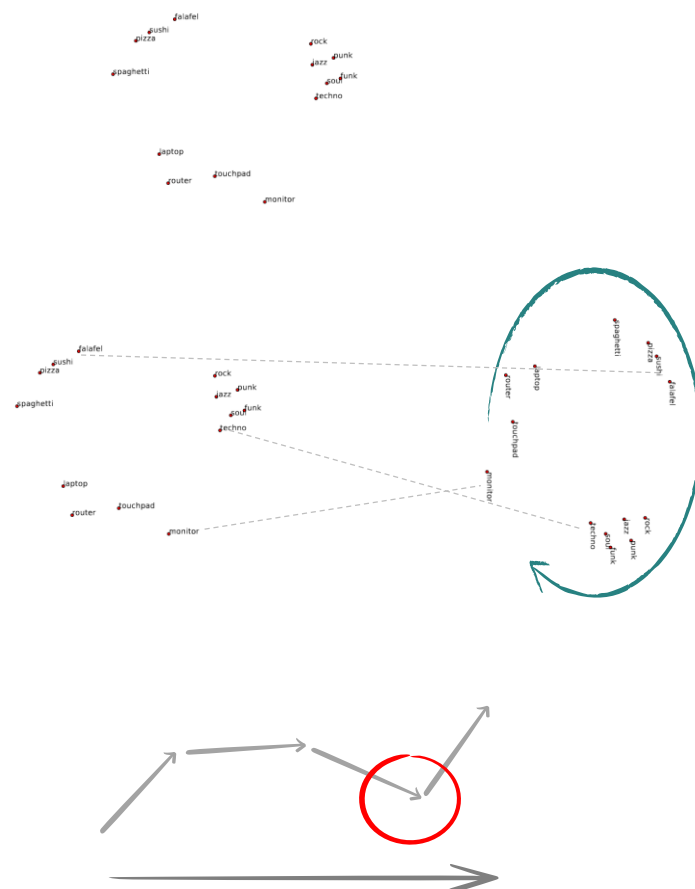 falafel
sushi
pizza
spaghetti
rock
punk
jazz
funk
soul
techno
laptop
router
touchpad
monitor
falafel
sushi
pizza
spaghetti
rock
punk
jazz
funk
soul
techno
laptop
router
touchpad
monitor
spaghetti
pizza
sushi
falafel
laptop
router
touchpad
monitor
rock
jazz
punk
techno
soul
funk